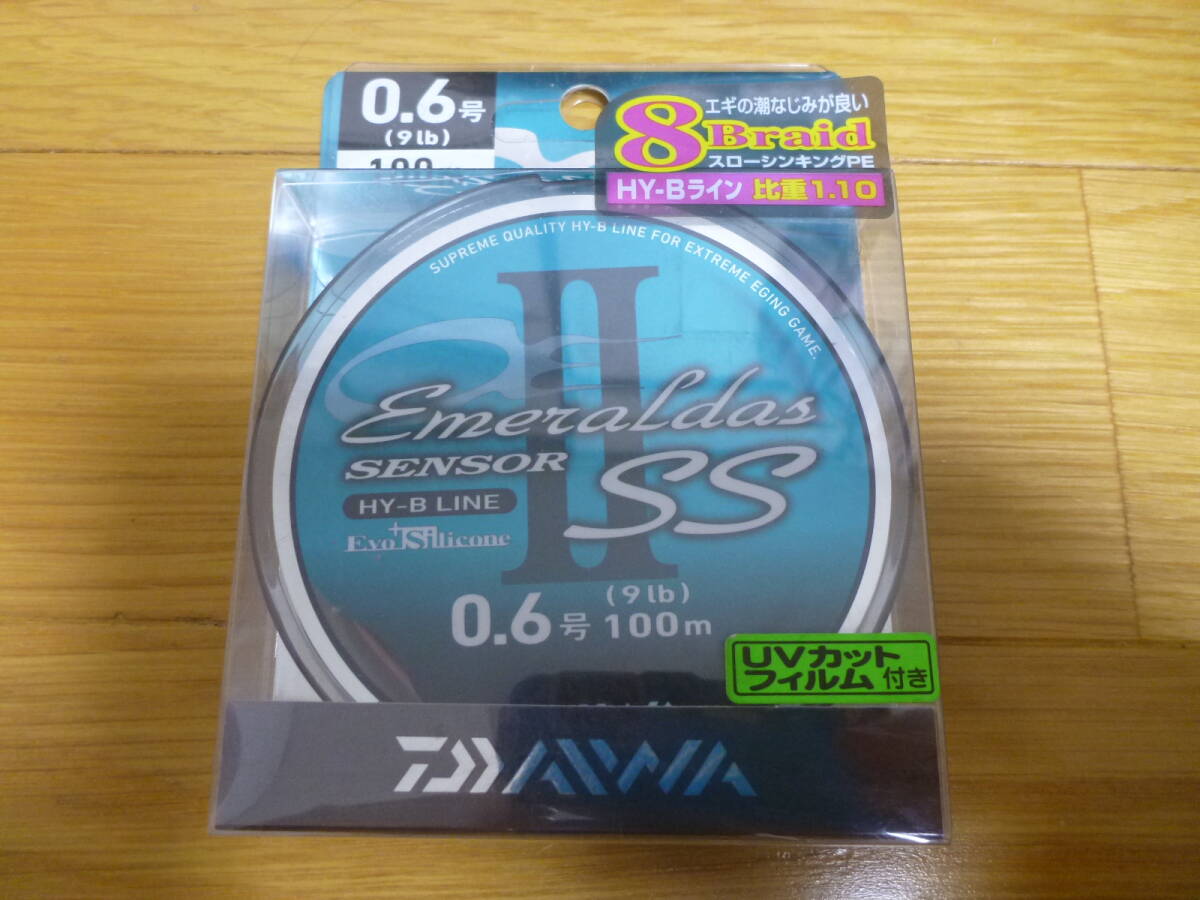 0.6号
(9lb)
100m
エギの潮なじみが良い
8Braid
スローシンキングPE
HY-Bライン 比重1.10
SUPREME QUALITY HY-B LINE FOR EXTREME EGING GAME.
II
Emeraldas
SENSOR SS
HY-B LINE
Evo+Silicone
0.6号 (9lb) 100m
UVカット
フィルム付き
DAIWA